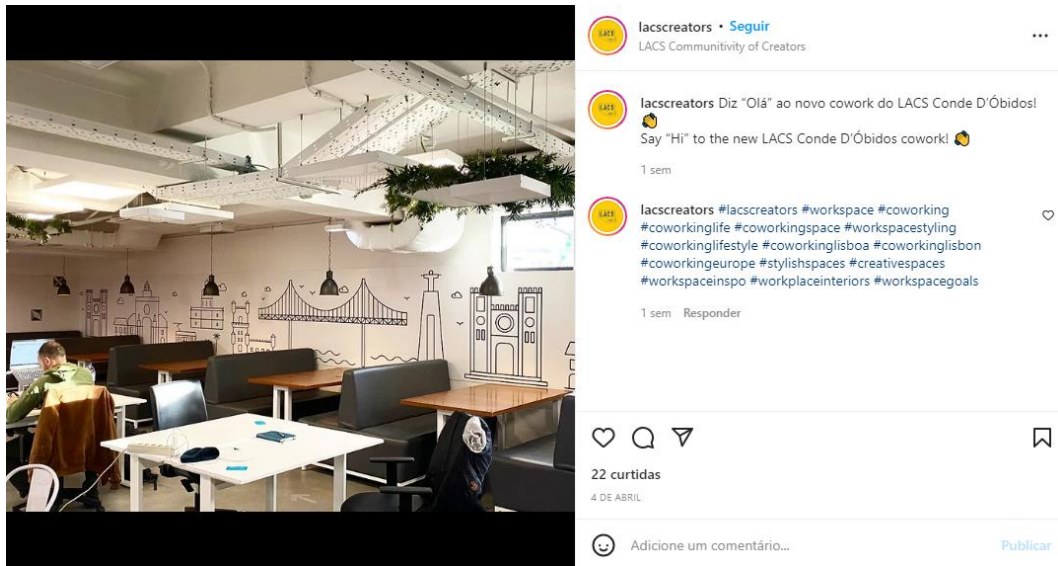 lacscreators • Seguir
LACS Communitivity of Creators
lacscreators Diz “Olá” ao novo cowork do LACS Conde D’Óbidos!
Say “Hi” to the new LACS Conde D’Óbidos cowork!
1 sem
lacscreators #lacscreators #workspace #coworking
#coworkinglife #coworkingspace #workspacestyling
#coworkinglifestyle #coworkinglisboa #coworkinglisbon
#coworkingeurope #stylishspaces #creativespaces
#workspaceinspo #workplaceinteriors #workspacegoals
1 sem Responder
22 curtidas
4 DE ABRIL
Adicione um comentário... Publicar